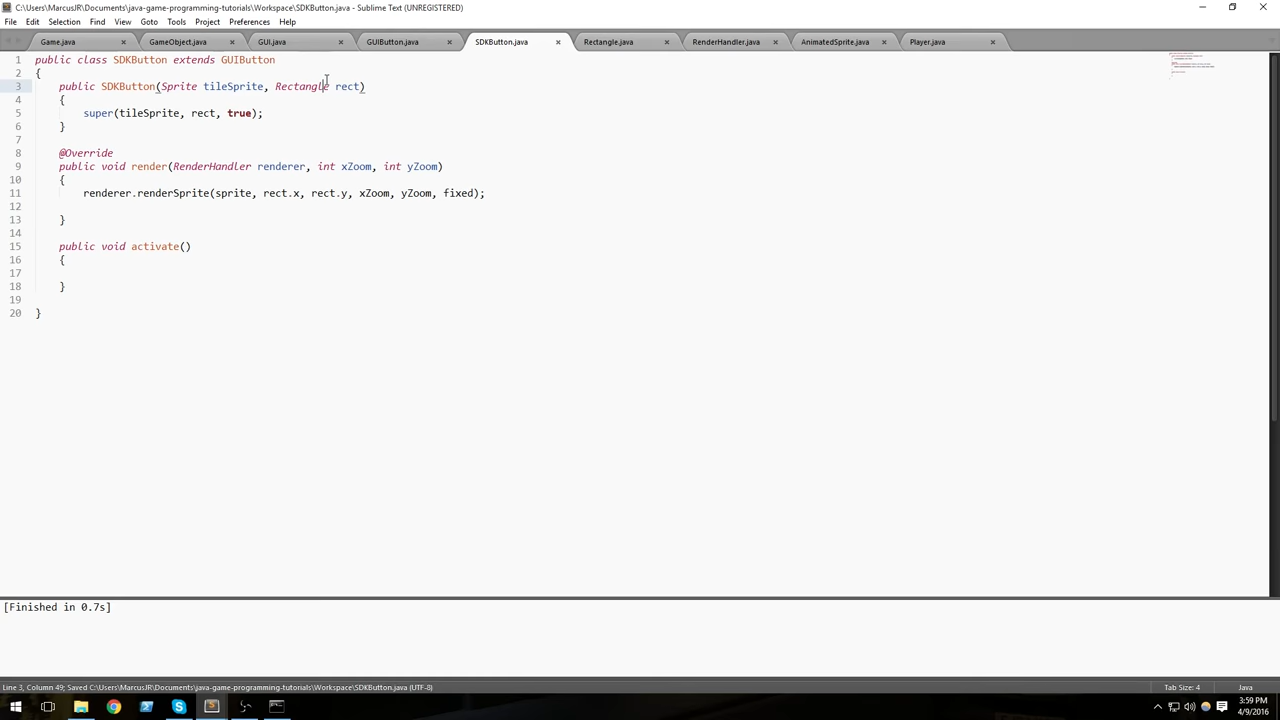 C:\Users\MarcusJR\Documents\java-game-programming-tutorials\Workspace\SDKButton.java - Sublime Text (UNREGISTERED)
File Edit Selection Find View Goto Tools Project Preferences Help
Game.java GameObject.java GUI.java GUIButton.java SDKButton.java Rectangle.java RenderHandler.java AnimatedSprite.java Player.java
1 public class SDKButton extends GUIButton
2 {
3 public SDKButton(Sprite tileSprite, Rectangle rect)
4 {
5 super(tileSprite, rect, true);
6 }
7
8 @Override
9 public void render(RenderHandler renderer, int xZoom, int yZoom)
10 {
11 renderer.renderSprite(sprite, rect.x, rect.y, xZoom, yZoom, fixed);
12
13 }
14
15 public void activate()
16 {
17
18 }
19
20 }
[Finished in 0.7s]
Line 3, Column 49; Saved C:\Users\MarcusJR\Documents\java-game-programming-tutorials\Workspace\SDKButton.java (UTF-8) Tab Size: 4 Java
3:59 PM
4/9/2016